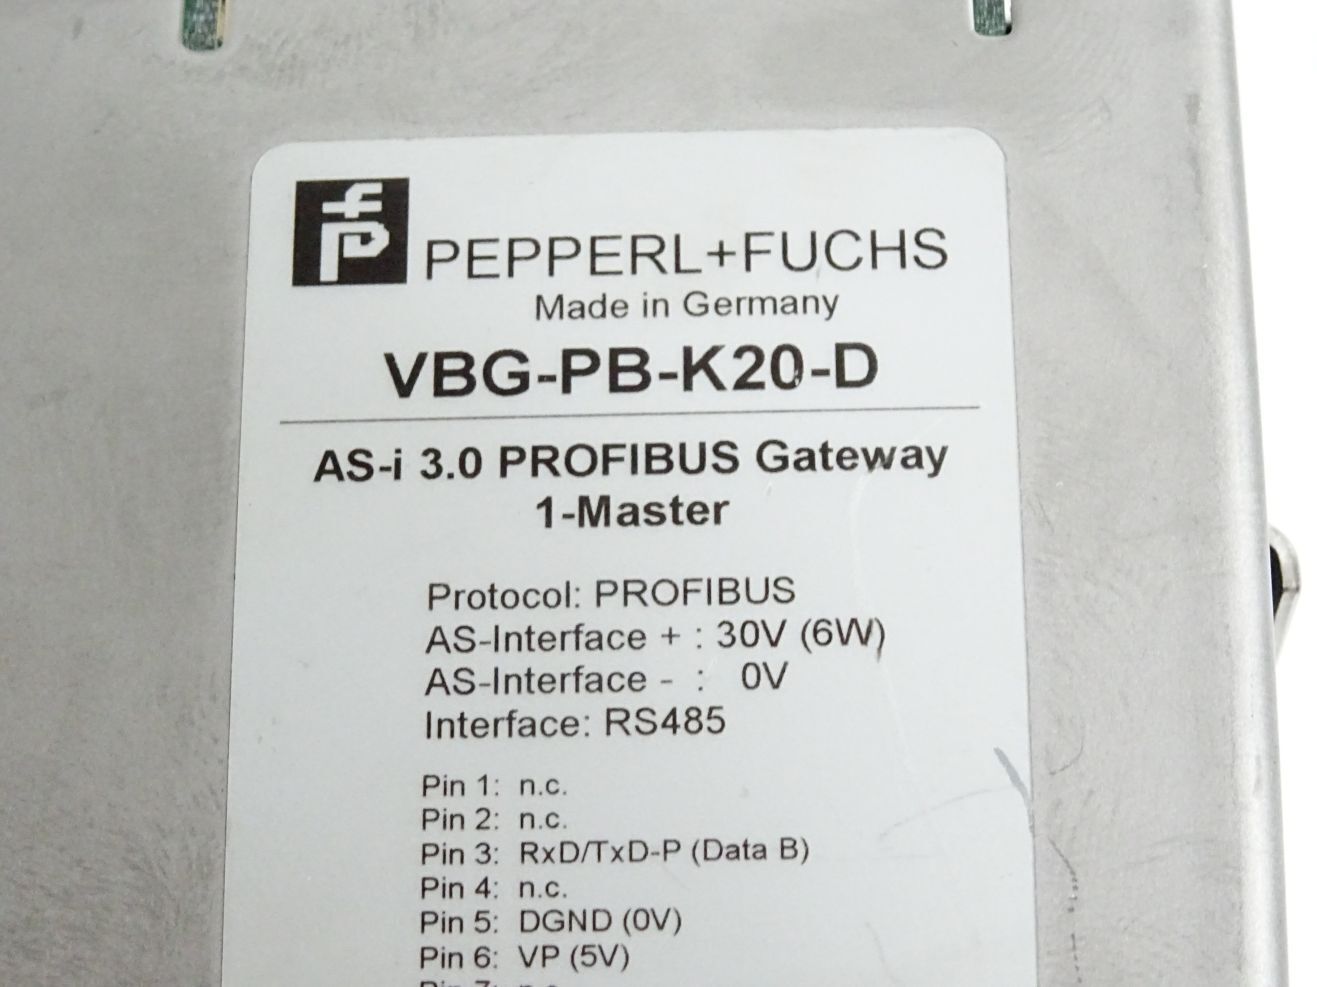 PEPPERL+FUCHS
Made in Germany
VBG-PB-K20-D
AS-i 3.0 PROFIBUS Gateway
1-Master
Protocol: PROFIBUS
AS-Interface + : 30V (6W)
AS-Interface - : 0V
Interface: RS485
Pin 1: n.c.
Pin 2: n.c.
Pin 3: RxD/TxD-P (Data B)
Pin 4: n.c.
Pin 5: DGND (0V)
Pin 6: VP (5V)